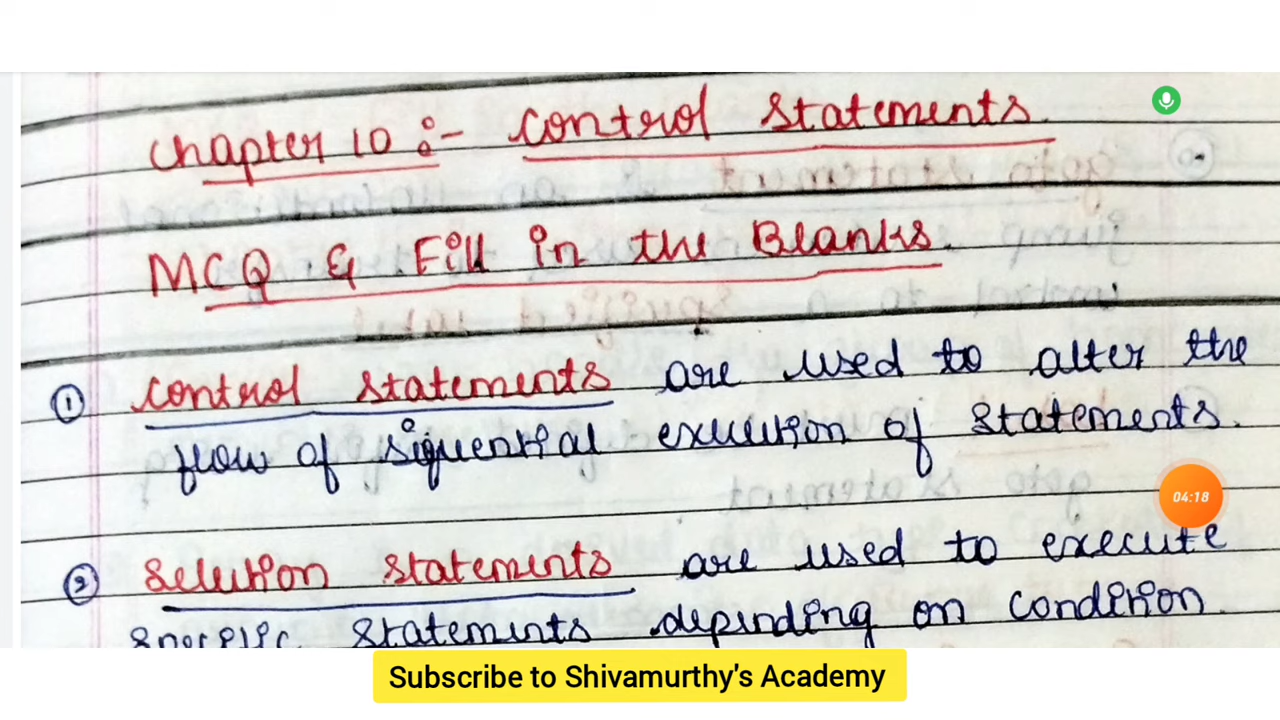 Chapter 10 :- Control Statements.
MCQ & Fill in the Blanks.
① Control statements are used to alter the
flow of sequential execution of statements.
04:18
② Selection statements are used to execute
specific statements depending on condition
Subscribe to Shivamurthy's Academy